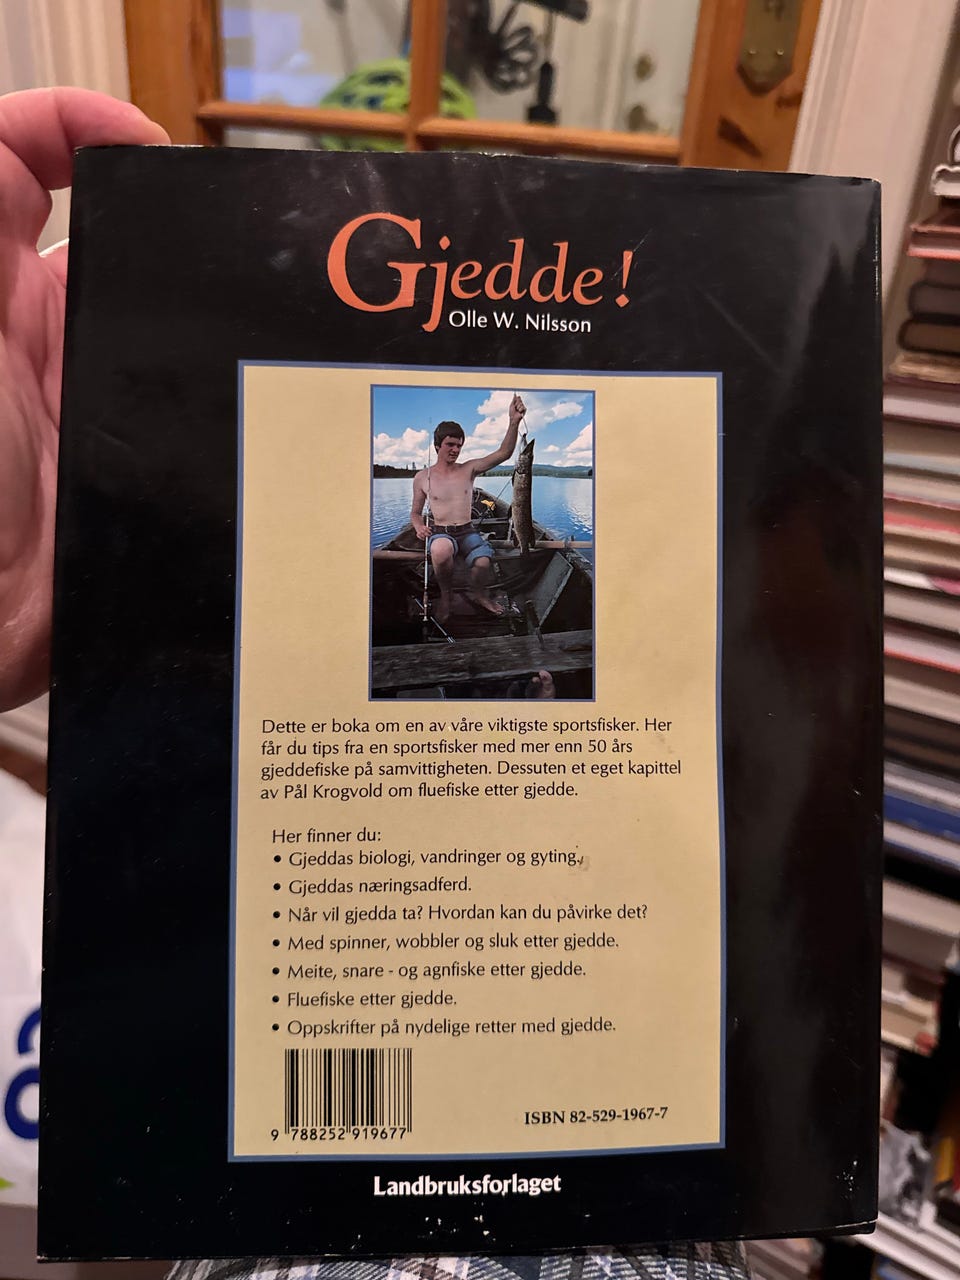 Gjedde!
Olle W. Nilsson
Dette er boka om en av våre viktigste sportsfisker. Her
får du tips fra en sportsfisker med mer enn 50 års
gjeddefiske på samvittigheten. Dessuten et eget kapittel
av Pål Krogvold om fluefiske etter gjedde.
Her finner du:
• Gjeddas biologi, vandringer og gyting.
• Gjeddas næringsadferd.
• Når vil gjedda ta? Hvordan kan du påvirke det?
• Med spinner, wobbler og sluk etter gjedde.
• Meite, snare - og agnfiske etter gjedde.
• Fluefiske etter gjedde.
• Oppskrifter på nydelige retter med gjedde.
9 788252 919677
ISBN 82-529-1967-7
Landbruksforlaget